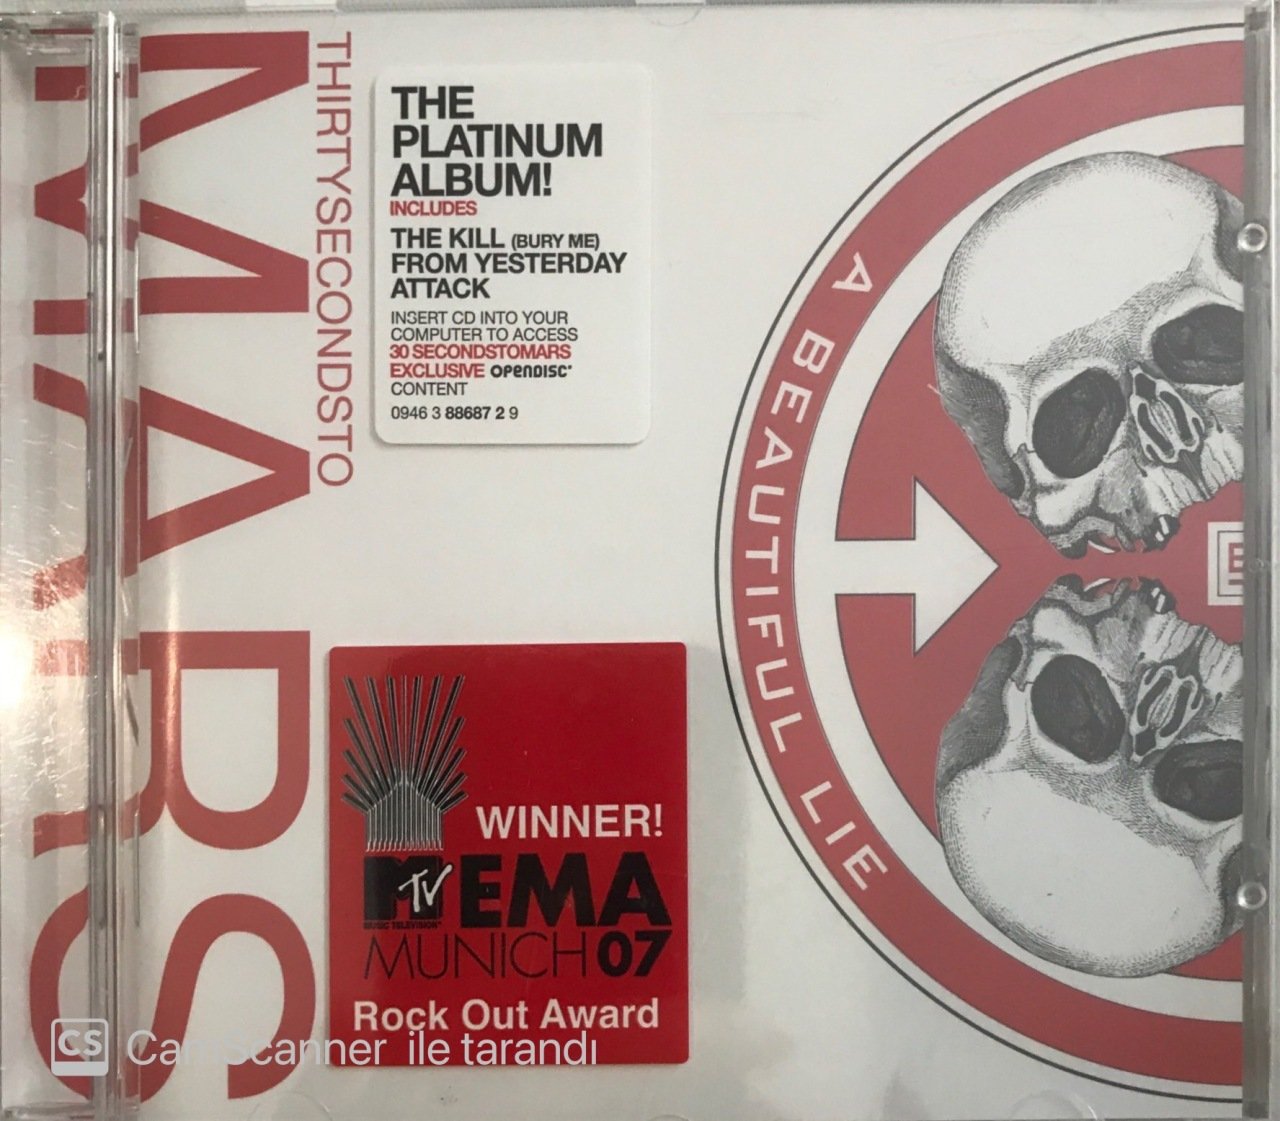 THIRTYSECONDSTO
MARS
THE
PLATINUM
ALBUM!
INCLUDES
THE KILL (BURY ME)
FROM YESTERDAY
ATTACK
INSERT CD INTO YOUR
COMPUTER TO ACCESS
30 SECONDSTOMARS
EXCLUSIVE OPENDISC
CONTENT
0946 3 88687 2 9
A BEAUTIFUL LIE
WINNER!
MTV EMA
MUSIC TELEVISION
MUNICH 07
Rock Out Award
CS CamScanner ile tarandı